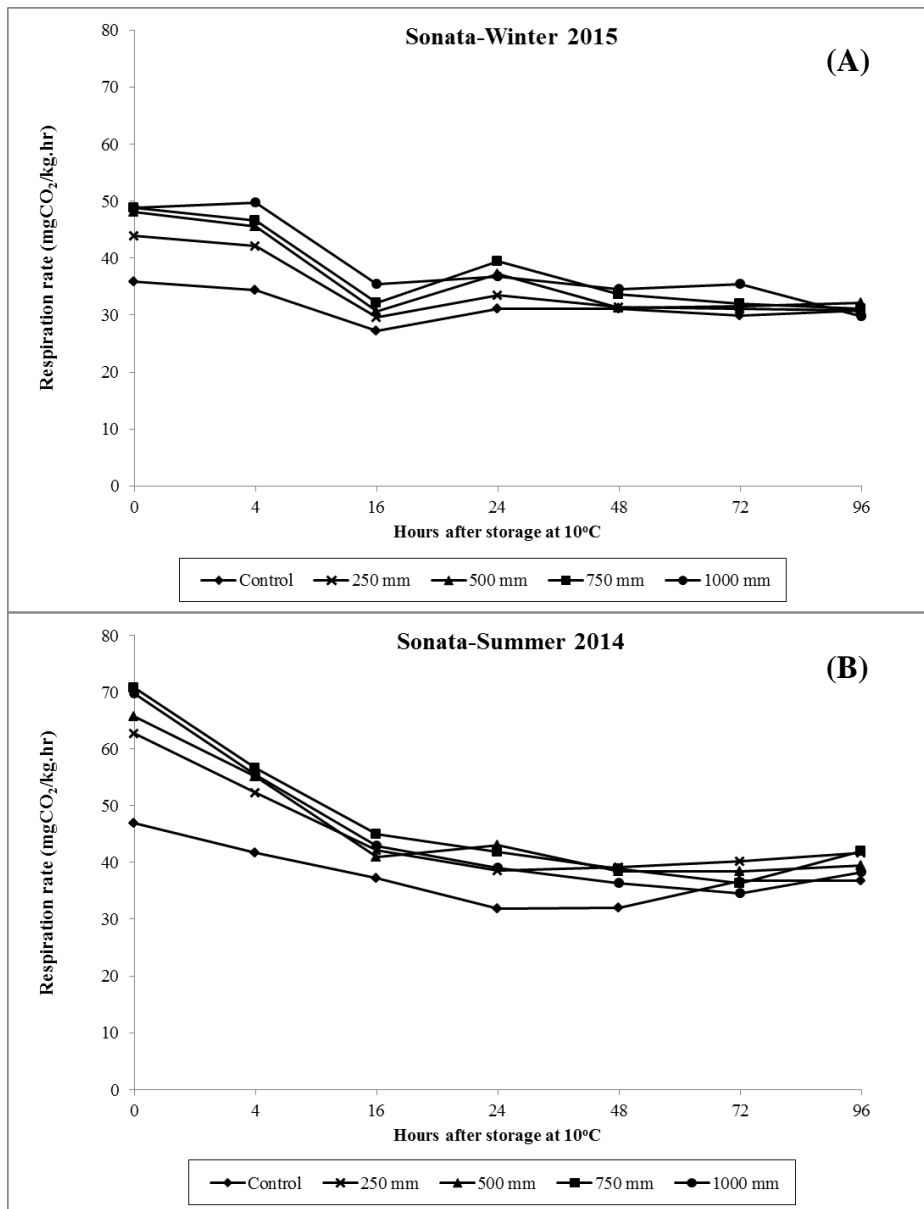 Sonata-Winter 2015
(A)
Respiration rate (mgCO₂/kg.hr)
80
70
60
50
40
30
20
10
0
0 4 16 24 48 72 96
Hours after storage at 10°C
Control 250 mm 500 mm 750 mm 1000 mm
Sonata-Summer 2014
(B)
Respiration rate (mgCO₂/kg.hr)
80
70
60
50
40
30
20
10
0
0 4 16 24 48 72 96
Hours after storage at 10°C
Control 250 mm 500 mm 750 mm 1000 mm